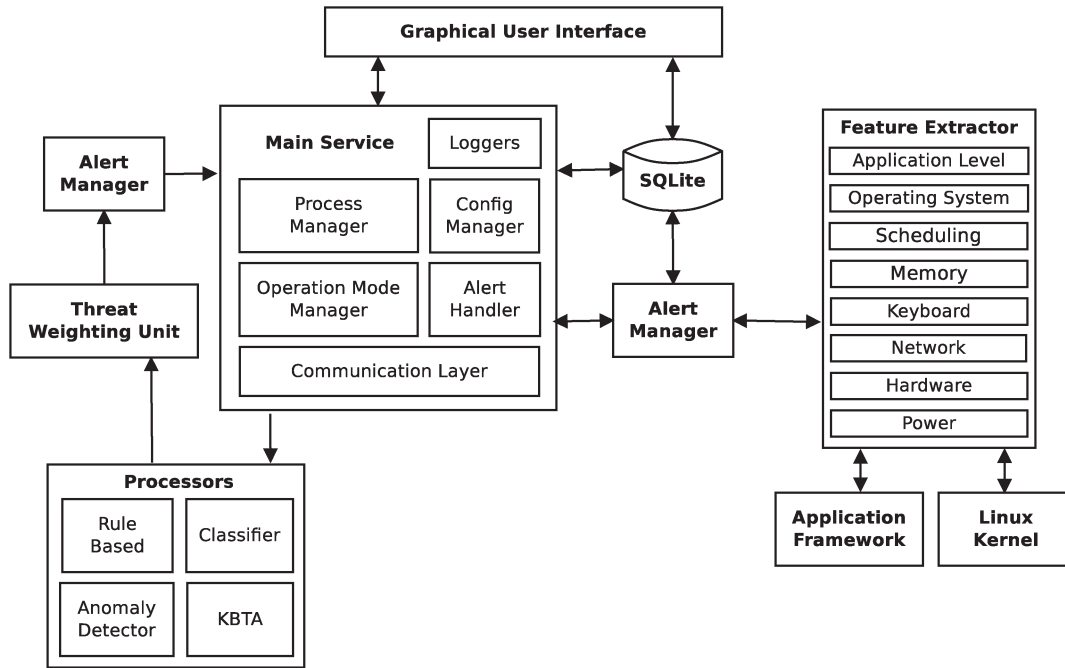 Graphical User Interface
Main Service
Loggers
Process
Manager
Config
Manager
Operation Mode
Manager
Alert
Handler
Communication Layer
Alert
Manager
Threat
Weighting Unit
Processors
Rule
Based
Classifier
Anomaly
Detector
KBTA
SQLite
Alert
Manager
Feature Extractor
Application Level
Operating System
Scheduling
Memory
Keyboard
Network
Hardware
Power
Application
Framework
Linux
Kernel